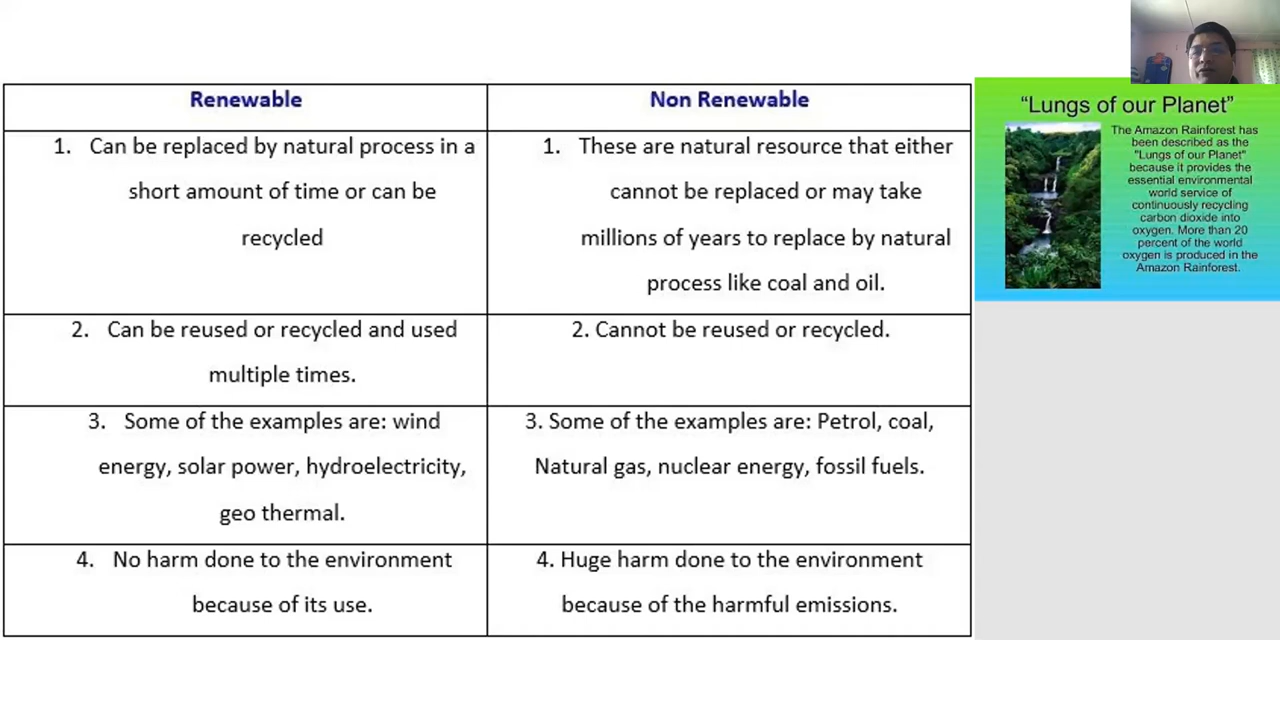 Renewable
Non Renewable
1. Can be replaced by natural process in a
short amount of time or can be
recycled
1. These are natural resource that either
cannot be replaced or may take
millions of years to replace by natural
process like coal and oil.
2. Can be reused or recycled and used
multiple times.
2. Cannot be reused or recycled.
3. Some of the examples are: wind
energy, solar power, hydroelectricity,
geo thermal.
3. Some of the examples are: Petrol, coal,
Natural gas, nuclear energy, fossil fuels.
4. No harm done to the environment
because of its use.
4. Huge harm done to the environment
because of the harmful emissions.
“Lungs of our Planet”
The Amazon Rainforest has
been described as the
"Lungs of our Planet"
because it provides the
essential environmental
world service of
continuously recycling
carbon dioxide into
oxygen. More than 20
percent of the world
oxygen is produced in the
Amazon Rainforest.